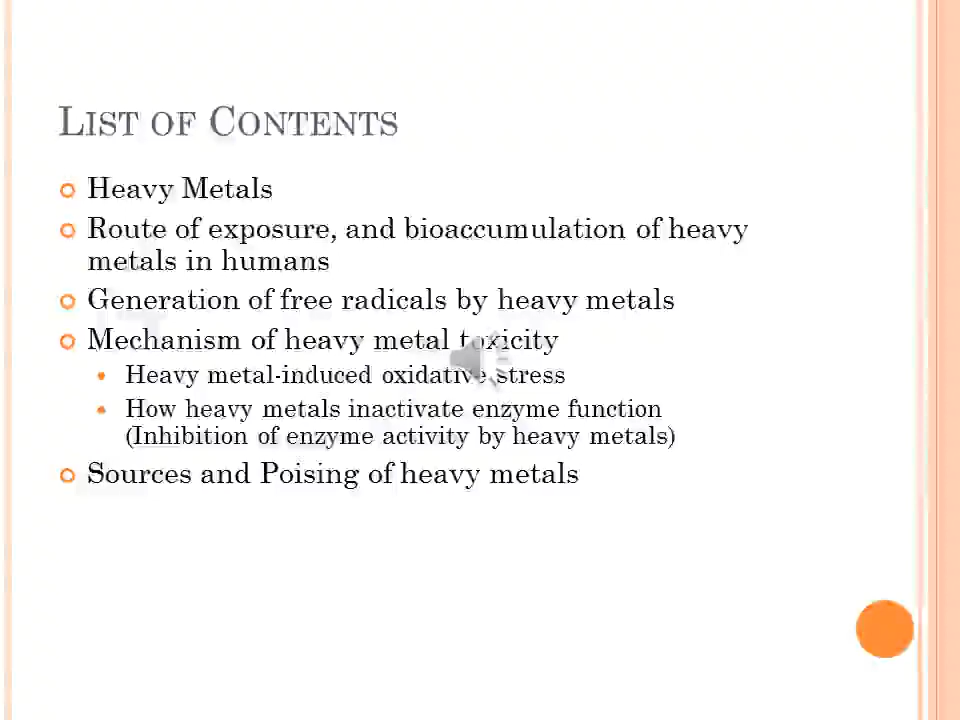 LIST OF CONTENTS
Heavy Metals
Route of exposure, and bioaccumulation of heavy
metals in humans
Generation of free radicals by heavy metals
Mechanism of heavy metal toxicity
Heavy metal-induced oxidative stress
How heavy metals inactivate enzyme function
(Inhibition of enzyme activity by heavy metals)
Sources and Poising of heavy metals